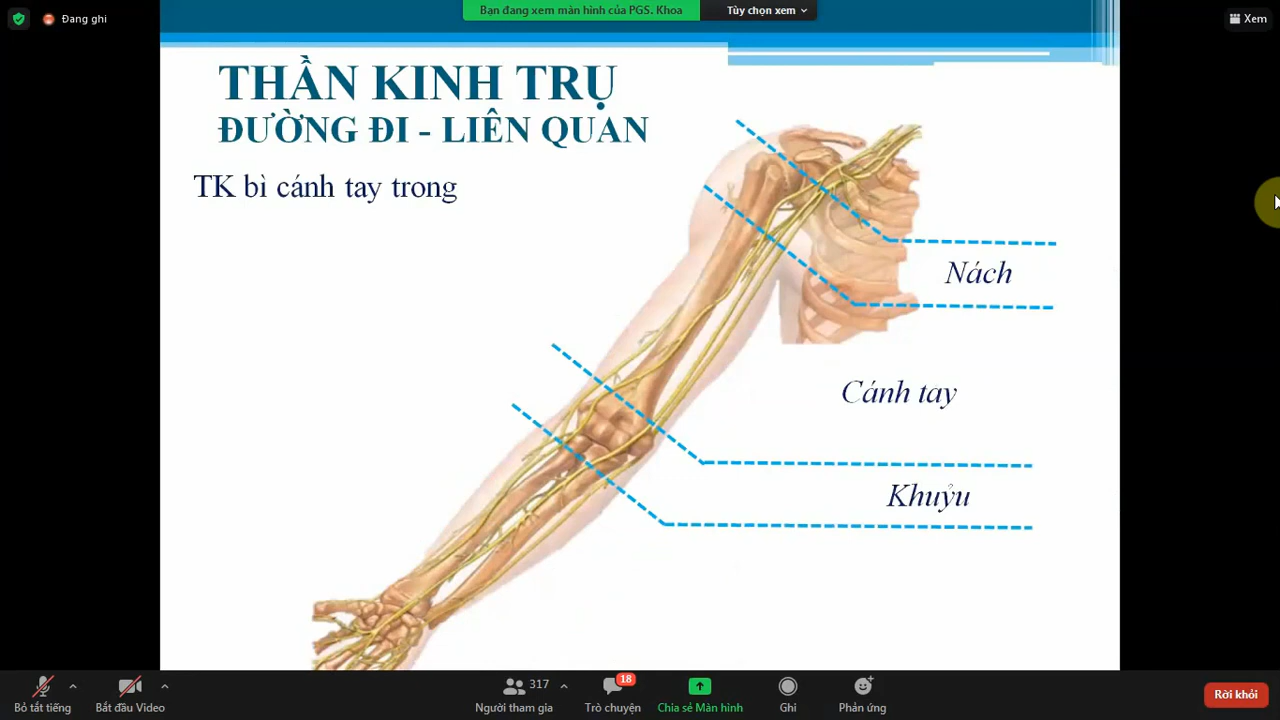 Đang ghi
Bạn đang xem màn hình của PGS. Khoa
Tùy chọn xem
Xem
THẦN KINH TRỤ
ĐƯỜNG ĐI - LIÊN QUAN
TK bì cánh tay trong
Nách
Cánh tay
Khuỷu
Bỏ tắt tiếng
Bắt đầu Video
317
Người tham gia
18
Trò chuyện
Chia sẻ Màn hình
Ghi
Phản ứng
Rời khỏi